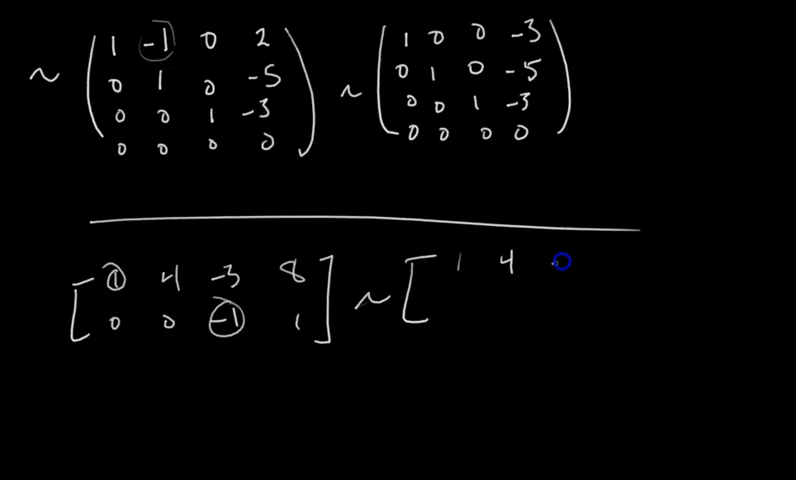 ~ ( 1 -1 0 2 ) ~ ( 1 0 0 -3 )
0 1 0 -5 0 1 0 -5
0 0 1 -3 0 0 1 -3
0 0 0 0 0 0 0 0
[ 1 4 -3 8 ] ~ [ 1 4
0 0 -1 1